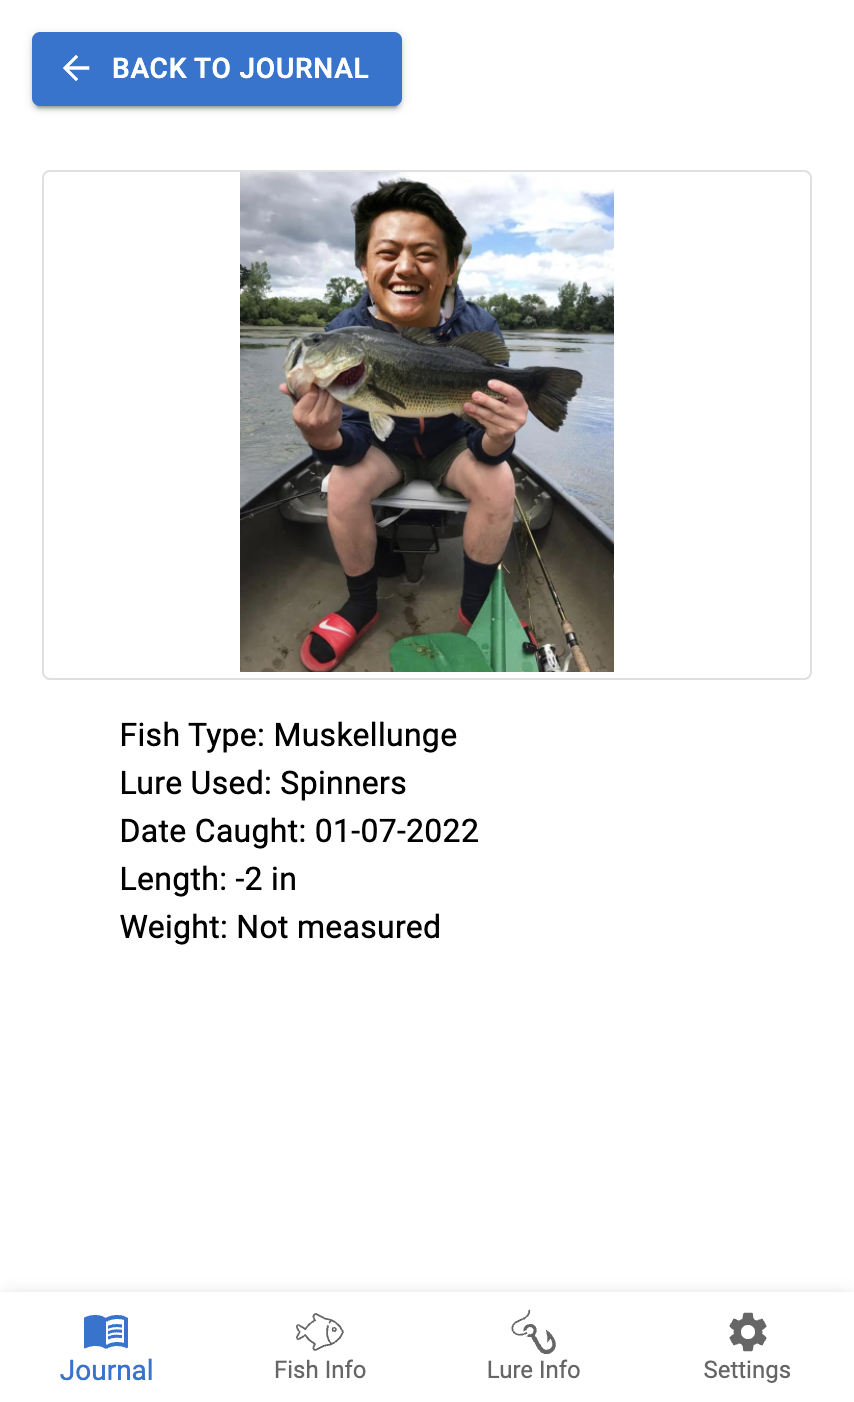 BACK TO JOURNAL
Fish Type: Muskellunge
Lure Used: Spinners
Date Caught: 01-07-2022
Length: -2 in
Weight: Not measured
Journal
Fish Info
Lure Info
Settings